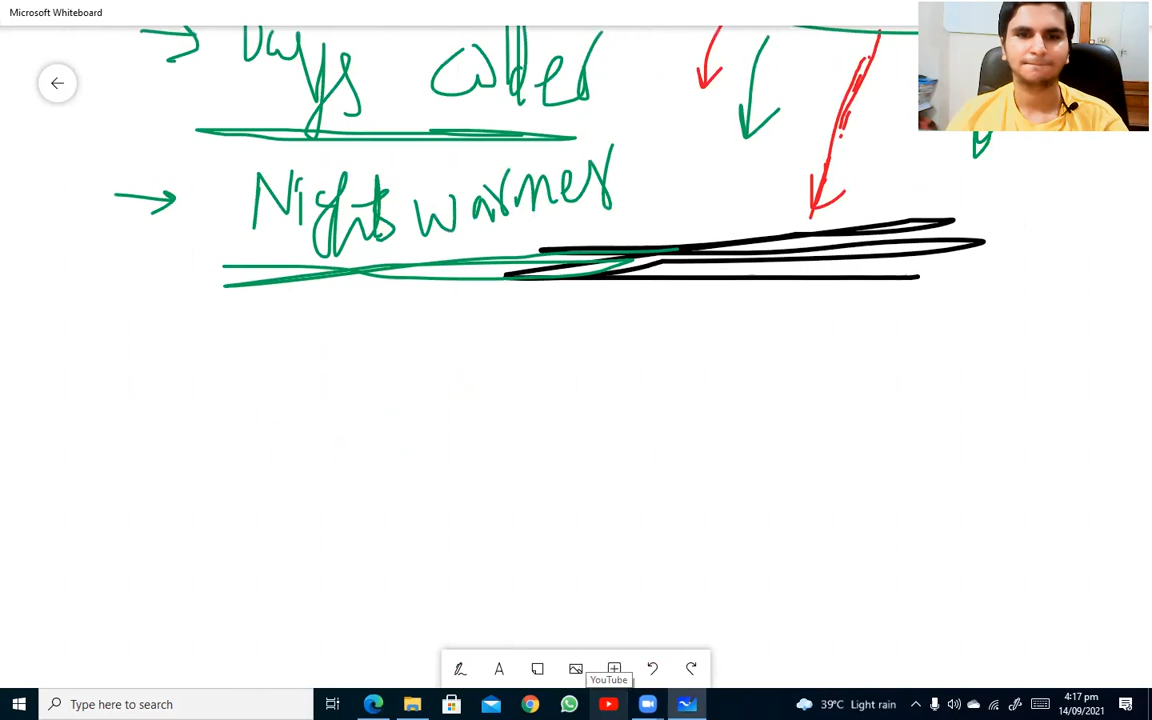 Microsoft Whiteboard
→ Days colder
→ Nights warmer
YouTube
Type here to search
39°C Light rain
4:17 pm
14/09/2021